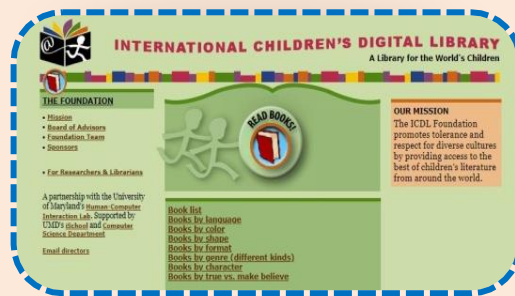 @
INTERNATIONAL CHILDREN'S DIGITAL LIBRARY
A Library for the World's Children
THE FOUNDATION
• Mission
• Board of Advisors
• Foundation Team
• Sponsors
• For Researchers & Librarians
A partnership with the University
of Maryland's Human-Computer
Interaction Lab. Supported by
UMD's iSchool and Computer
Science Department
Email directors
READ BOOKS!
Book list
Books by language
Books by color
Books by shape
Books by format
Books by genre (different kinds)
Books by character
Books by true vs. make believe
OUR MISSION
The ICDL Foundation
promotes tolerance and
respect for diverse cultures
by providing access to the
best of children's literature
from around the world.